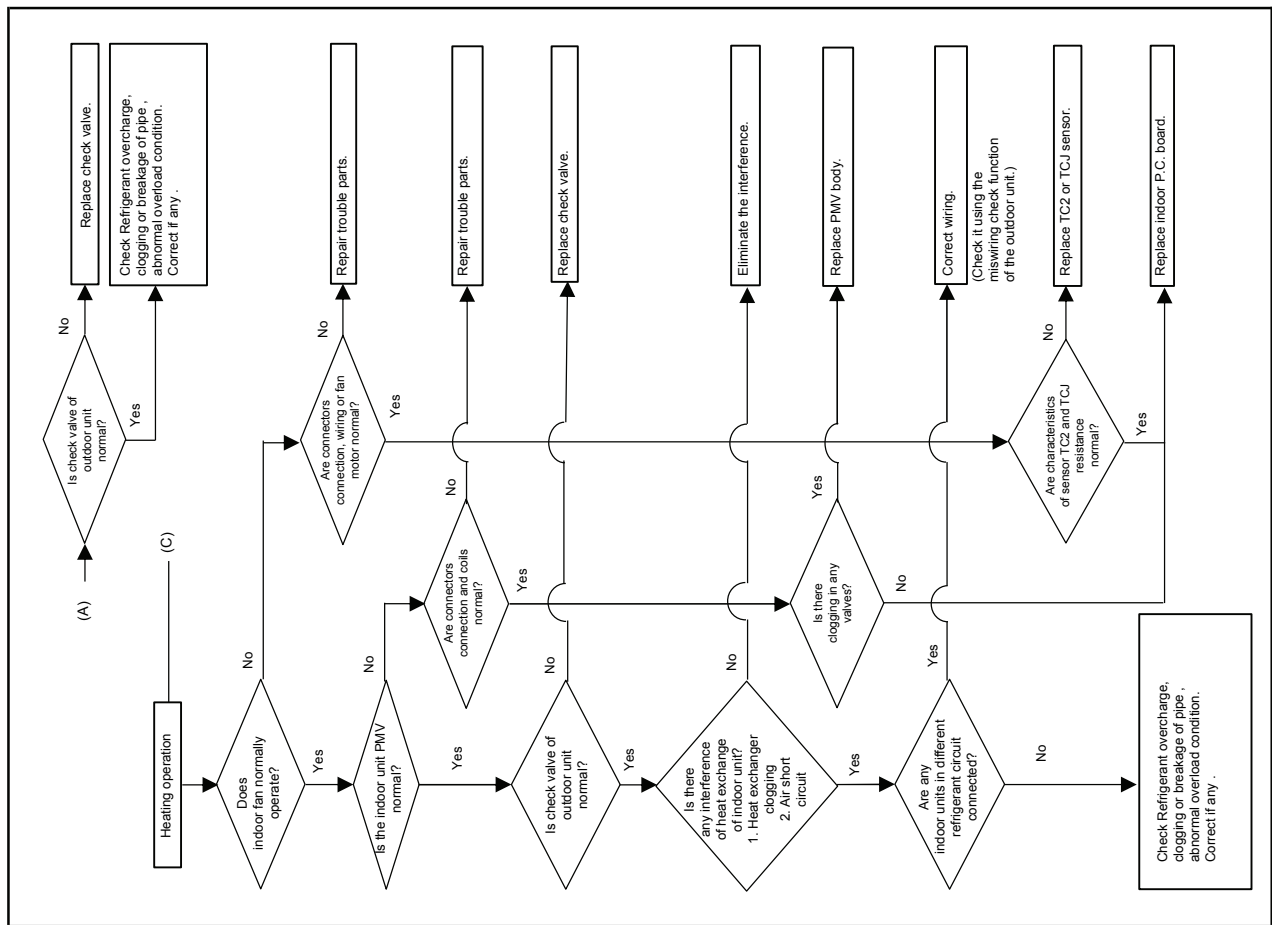 (A)
Is check valve of
outdoor unit
normal?
No
Replace check valve.
Yes
Check Refrigerant overcharge,
clogging or breakage of pipe ,
abnormal overload condition.
Correct if any .
Heating operation
(C)
Does
indoor fan normally
operate?
No
Yes
Are connectors
connection, wiring or fan
motor normal?
No
Repair trouble parts.
Yes
Is the indoor unit PMV
normal?
No
Yes
Are connectors
connection and coils
normal?
No
Repair trouble parts.
Yes
Is check valve of
outdoor unit
normal?
No
Replace check valve.
Yes
Is there
any interference
of heat exchange
of indoor unit?
1. Heat exchanger
clogging
2. Air short
circuit
No
Eliminate the interference.
Yes
Is there
clogging in any
valves?
Yes
Replace PMV body.
No
Are any
indoor units in different
refrigerant circuit
connected?
Yes
Correct wiring.
(Check it using the
miswiring check function
of the outdoor unit.)
No
Are characteristics
of sensor TC2 and TCJ
resistance
normal?
No
Replace TC2 or TCJ sensor.
Yes
Replace indoor P.C. board.
Check Refrigerant overcharge,
clogging or breakage of pipe ,
abnormal overload condition.
Correct if any .